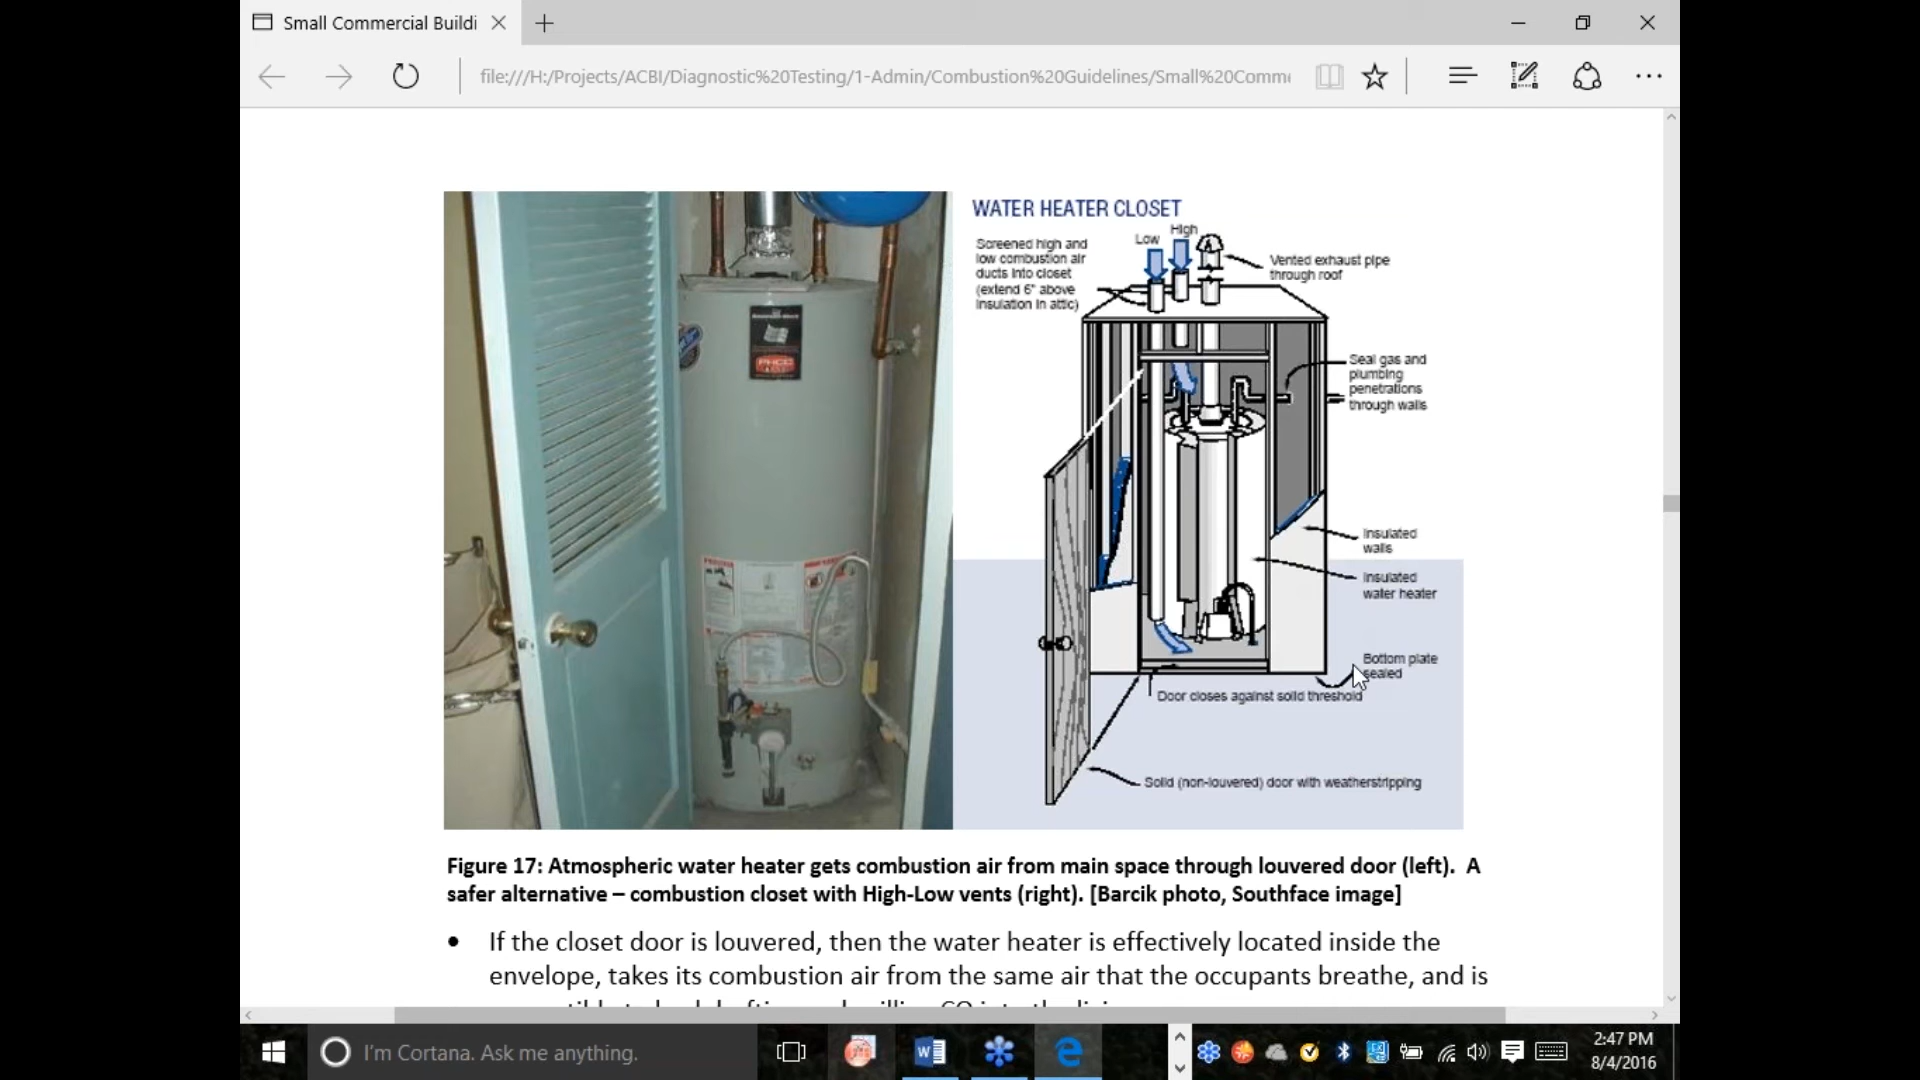 Small Commercial Buildi
file:///H:/Projects/ACBI/Diagnostic%20Testing/1-Admin/Combustion%20Guidelines/Small%20Comme
WATER HEATER CLOSET
Screened high and
low combustion air
ducts into closet
(extend 6" above
insulation in attic)
Low
High
Vented exhaust pipe
through roof
Seal gas and
plumbing
penetrations
through walls
Insulated
walls
Insulated
water heater
Bottom plate
sealed
Door closes against solid threshold
Solid (non-louvered) door with weatherstripping
PHCC
Figure 17: Atmospheric water heater gets combustion air from main space through louvered door (left). A
safer alternative – combustion closet with High-Low vents (right). [Barcik photo, Southface image]
• If the closet door is louvered, then the water heater is effectively located inside the
envelope, takes its combustion air from the same air that the occupants breathe, and is
I'm Cortana. Ask me anything.
2:47 PM
8/4/2016